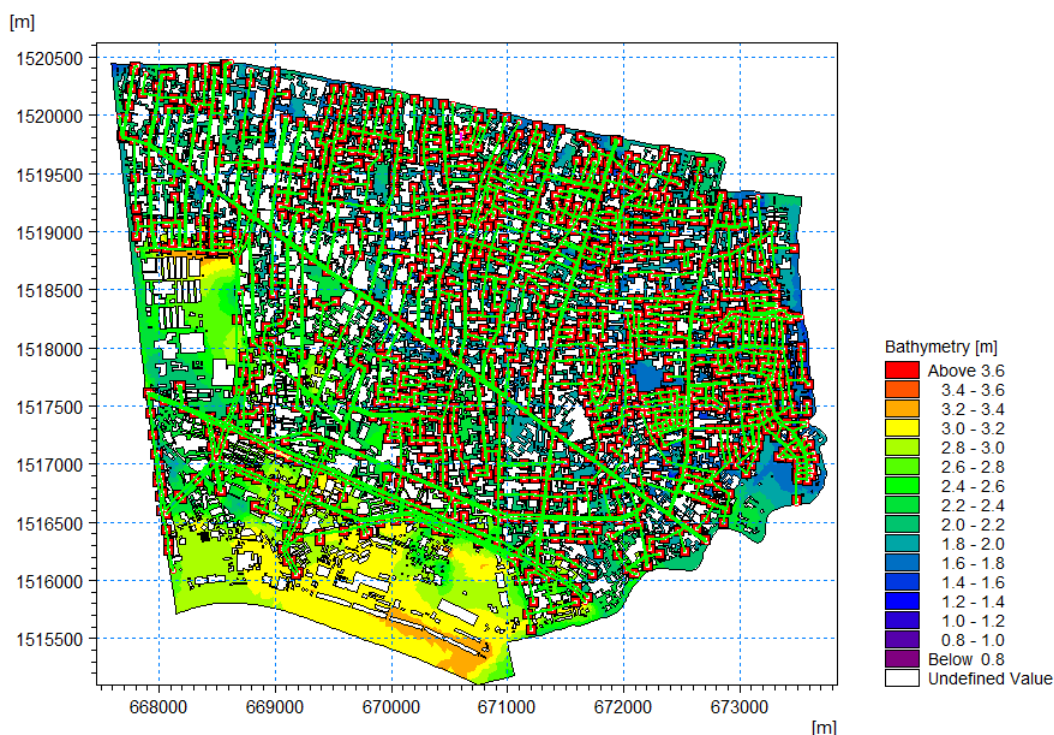 [m]
1520500
1520000
1519500
1519000
1518500
1518000
1517500
1517000
1516500
1516000
1515500
668000 669000 670000 671000 672000 673000
[m]
Bathymetry [m]
Above 3.6
3.4 - 3.6
3.2 - 3.4
3.0 - 3.2
2.8 - 3.0
2.6 - 2.8
2.4 - 2.6
2.2 - 2.4
2.0 - 2.2
1.8 - 2.0
1.6 - 1.8
1.4 - 1.6
1.2 - 1.4
1.0 - 1.2
0.8 - 1.0
Below 0.8
Undefined Value